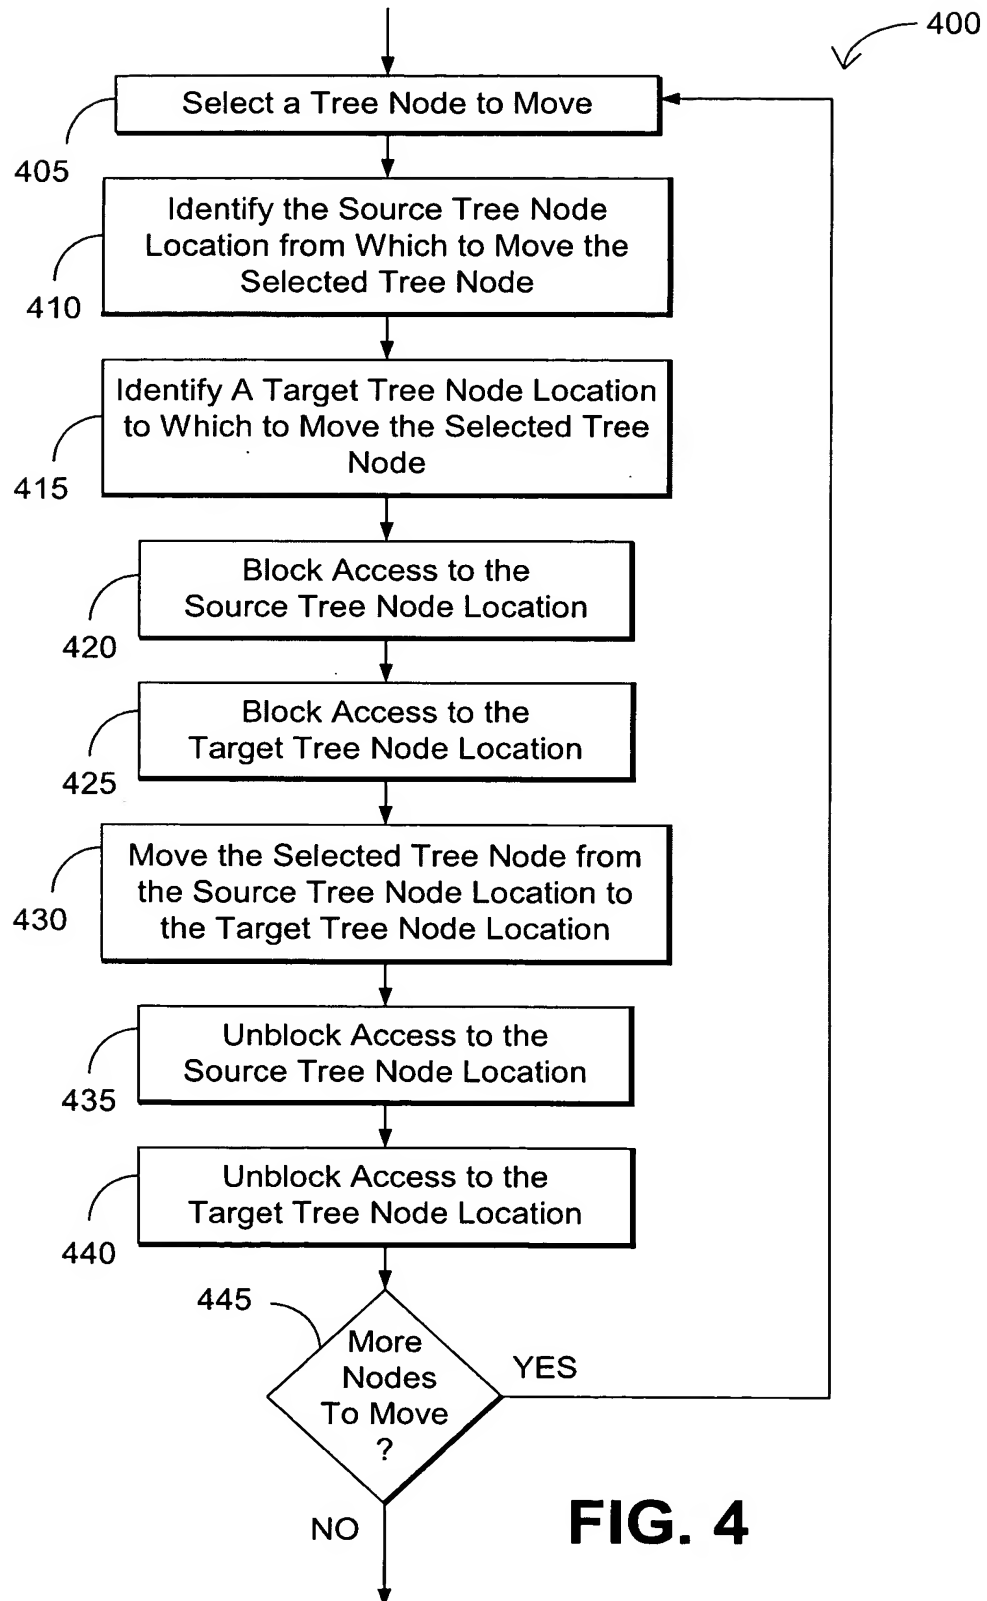 400
Select a Tree Node to Move
405
Identify the Source Tree Node
Location from Which to Move the
Selected Tree Node
410
Identify A Target Tree Node Location
to Which to Move the Selected Tree
Node
415
Block Access to the
Source Tree Node Location
420
Block Access to the
Target Tree Node Location
425
Move the Selected Tree Node from
the Source Tree Node Location to
the Target Tree Node Location
430
Unblock Access to the
Source Tree Node Location
435
Unblock Access to the
Target Tree Node Location
440
445
More
Nodes
To Move
?
YES
NO
FIG. 4